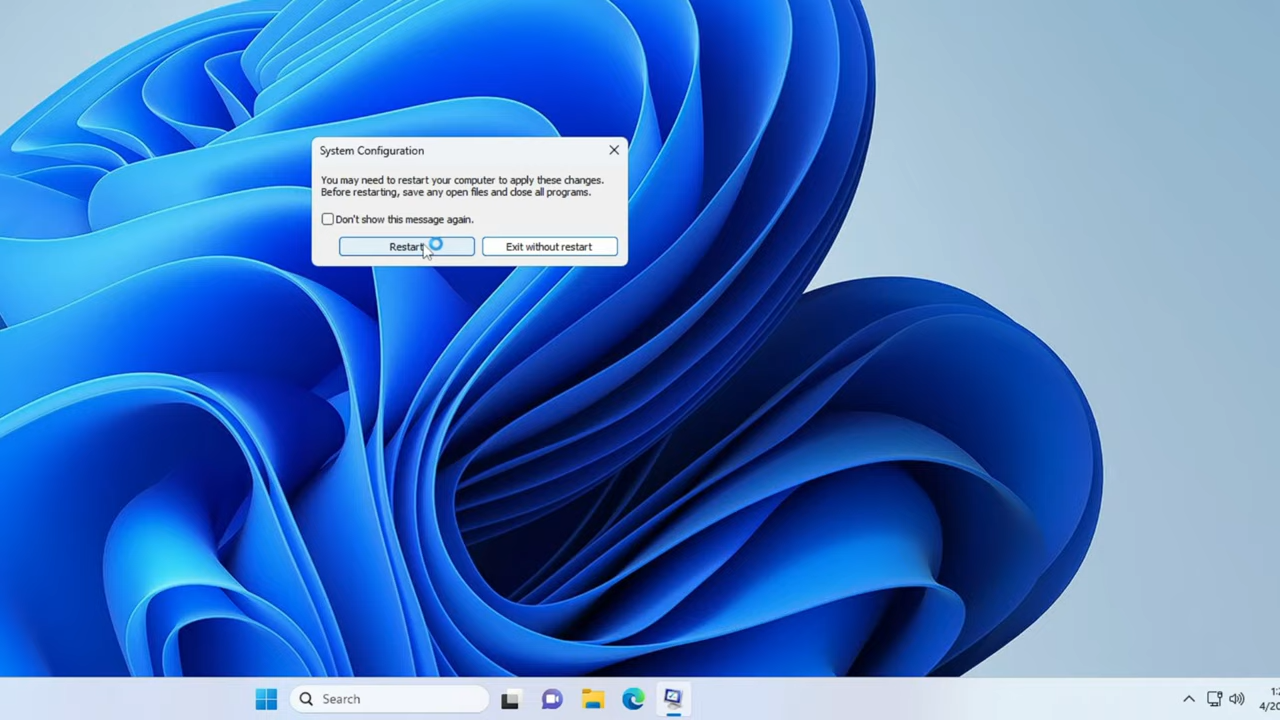 System Configuration
You may need to restart your computer to apply these changes.
Before restarting, save any open files and close all programs.
Don't show this message again.
Restart
Exit without restart
Search